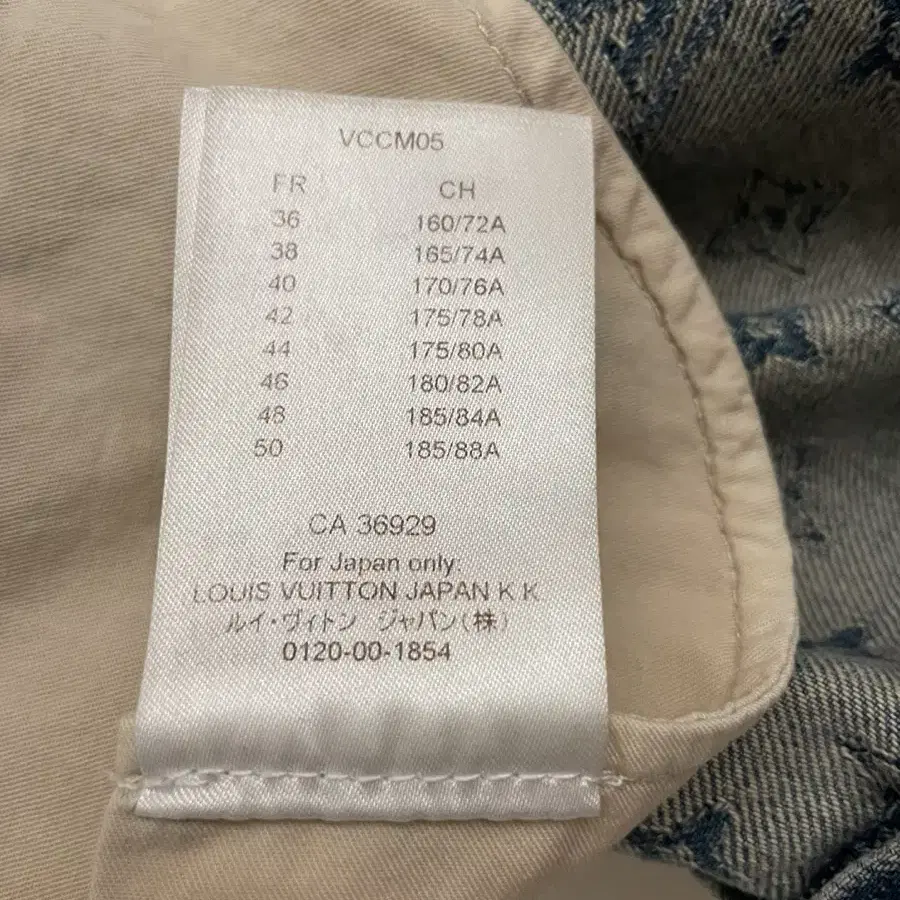 VCCM05
FR CH
36 160/72A
38 165/74A
40 170/76A
42 175/78A
44 175/80A
46 180/82A
48 185/84A
50 185/88A
CA 36929
For Japan only:
LOUIS VUITTON JAPAN K K
ルイ・ヴィトン ジャパン(株)
0120-00-1854